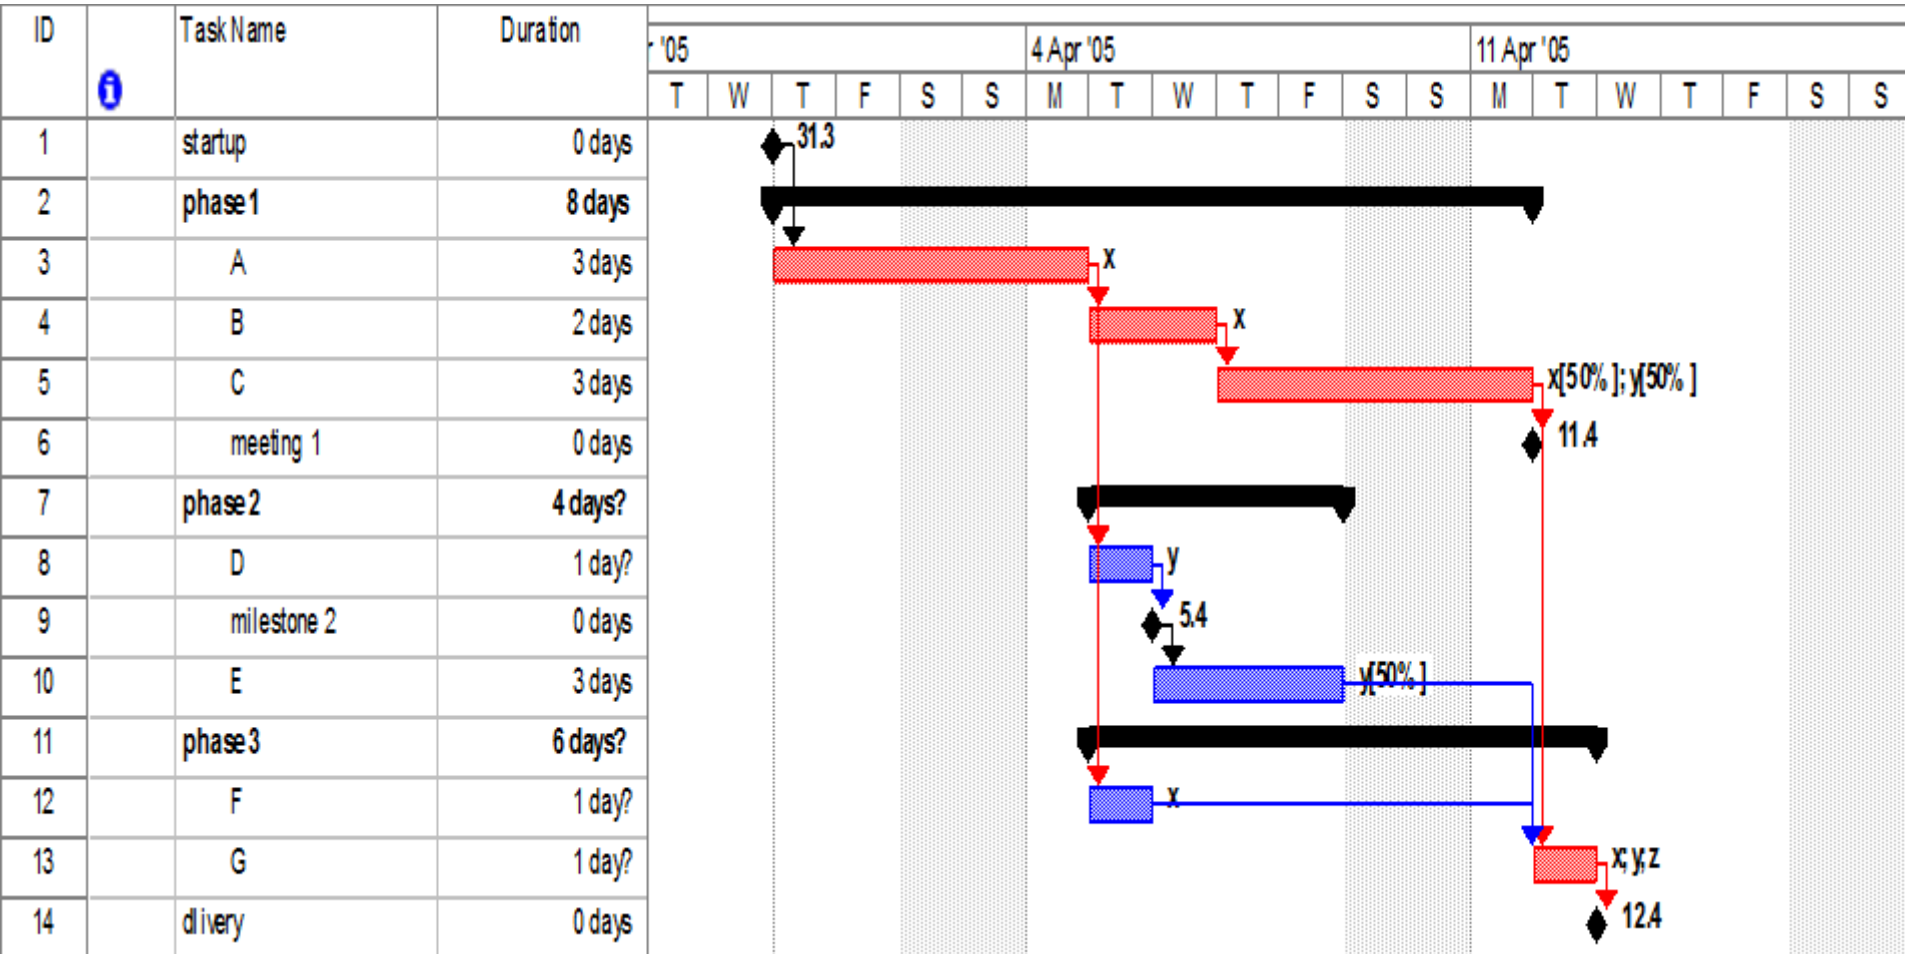 ID Task Name Duration r '05 4 Apr '05 11 Apr '05
i T W T F S S M T W T F S S M T W T F S S
1 startup 0 days 31.3
2 phase 1 8 days
3 A 3 days x
4 B 2 days x
5 C 3 days x[50% ]; y[50% ]
6 meeting 1 0 days 11.4
7 phase 2 4 days?
8 D 1 day? y
9 milestone 2 0 days 5.4
10 E 3 days y[50% ]
11 phase 3 6 days?
12 F 1 day? x
13 G 1 day? x; y; z
14 dlivery 0 days 12.4